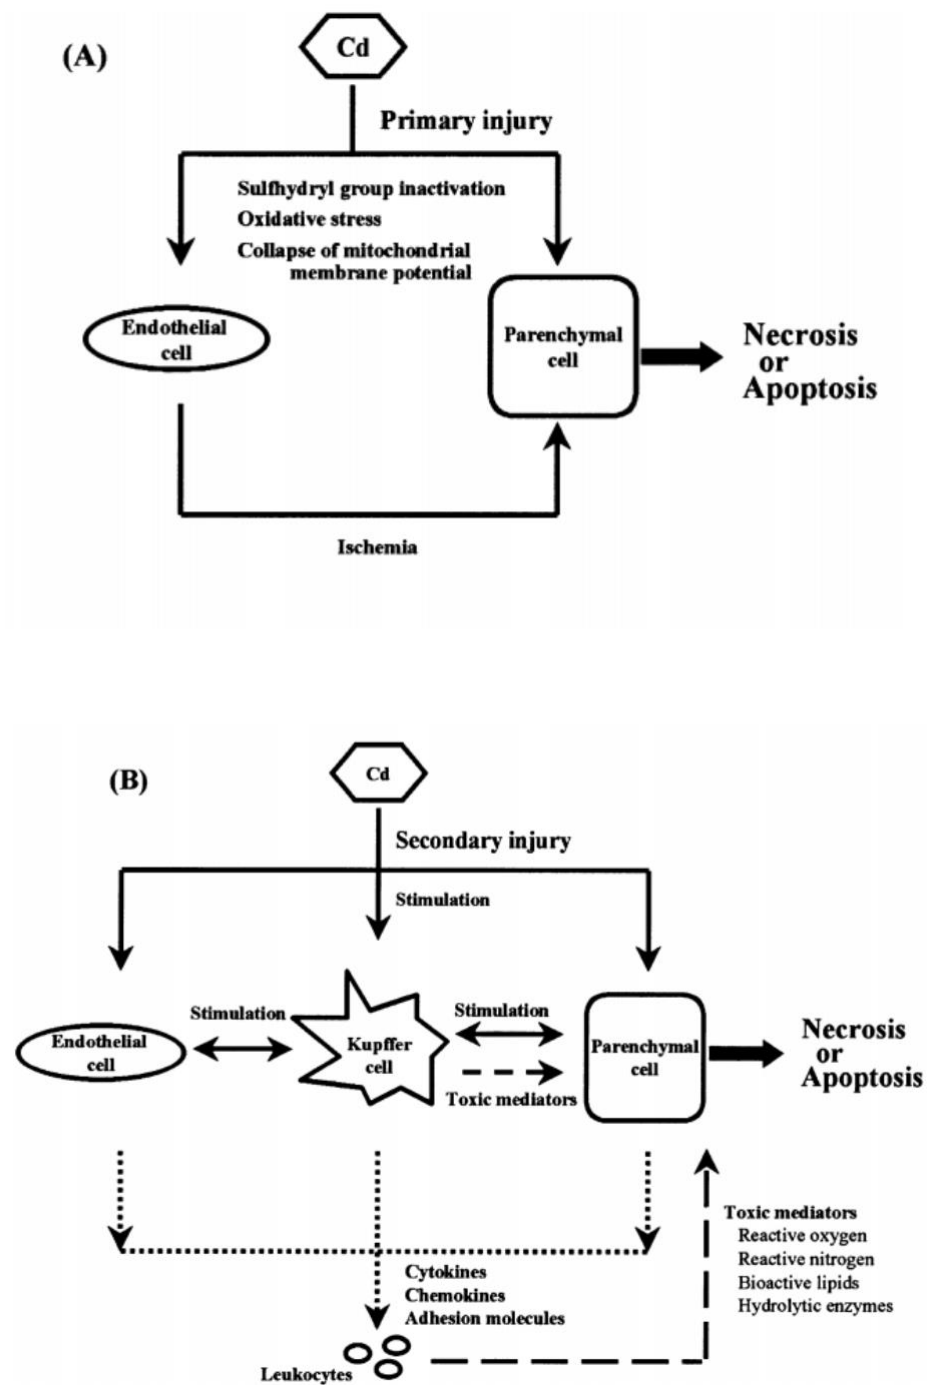 (A)
Cd
Primary injury
Sulfhydryl group inactivation
Oxidative stress
Collapse of mitochondrial
membrane potential
Endothelial
cell
Parenchymal
cell
Necrosis
or
Apoptosis
Ischemia
(B)
Cd
Secondary injury
Stimulation
Stimulation
Stimulation
Endothelial
cell
Kupffer
cell
Parenchymal
cell
Toxic mediators
Necrosis
or
Apoptosis
Toxic mediators
Reactive oxygen
Reactive nitrogen
Bioactive lipids
Hydrolytic enzymes
Cytokines
Chemokines
Adhesion molecules
Leukocytes